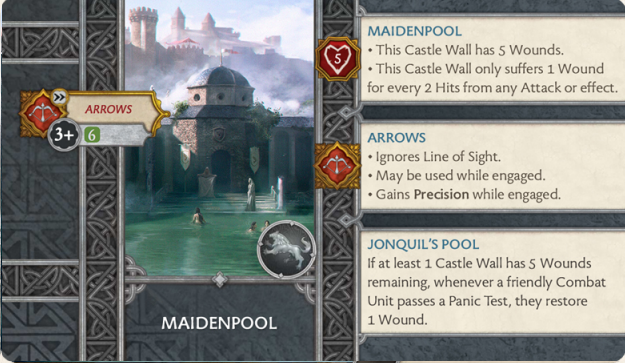 ARROWS
3+ 6
MAIDENPOOL
5
MAIDENPOOL
• This Castle Wall has 5 Wounds.
• This Castle Wall only suffers 1 Wound
for every 2 Hits from any Attack or effect.
ARROWS
• Ignores Line of Sight.
• May be used while engaged.
• Gains Precision while engaged.
JONQUIL'S POOL
If at least 1 Castle Wall has 5 Wounds
remaining, whenever a friendly Combat
Unit passes a Panic Test, they restore
1 Wound.